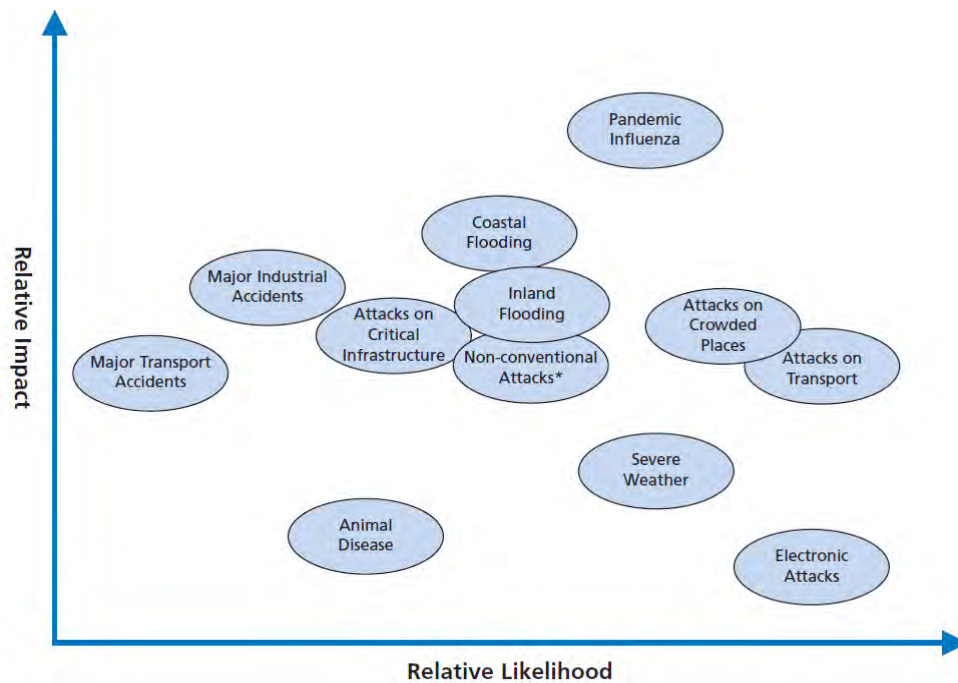 Pandemic
Influenza
Coastal
Flooding
Major Industrial
Accidents
Inland
Flooding
Attacks on
Critical
Infrastructure
Attacks on
Crowded
Places
Major Transport
Accidents
Non-conventional
Attacks*
Attacks on
Transport
Severe
Weather
Animal
Disease
Electronic
Attacks
Relative Impact
Relative Likelihood